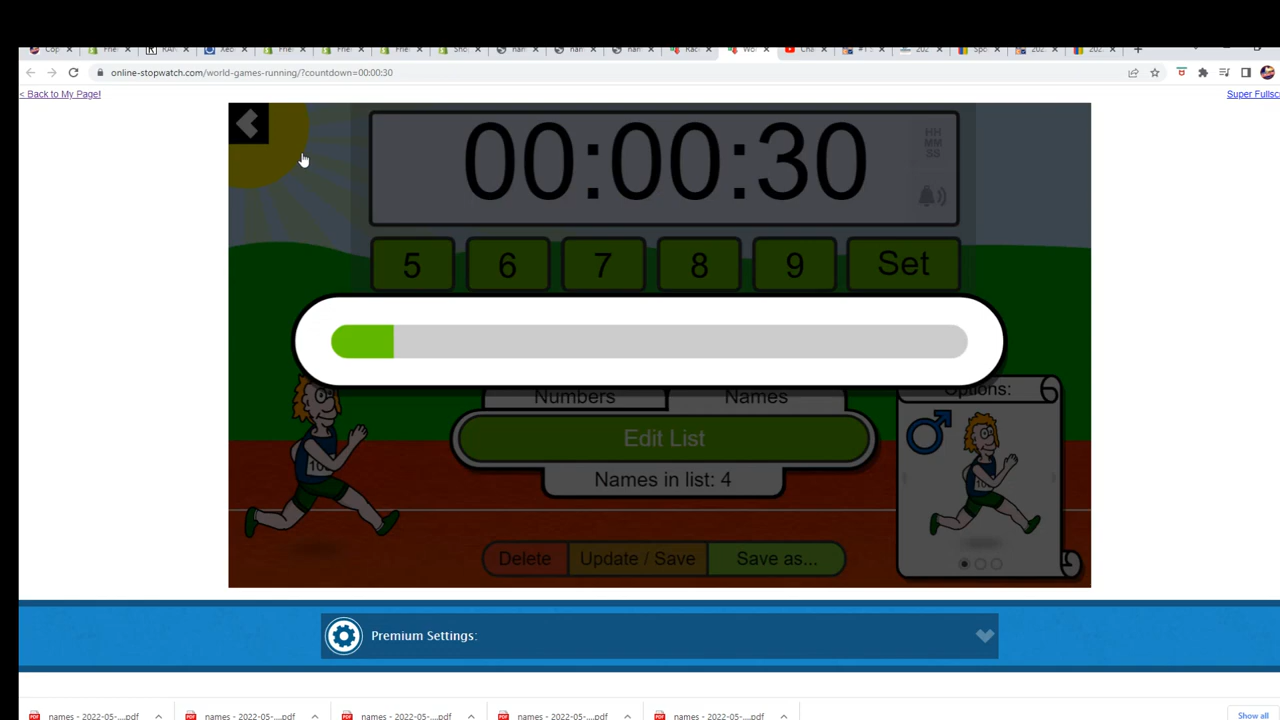 online-stopwatch.com/world-games-running/?countdown=00:00:30
< Back to My Page!
Super Fullsc
00:00:30
HH
MM
SS
5 6 7 8 9 Set
Numbers Names
Options:
Edit List
Names in list: 4
Delete Update / Save Save as...
Premium Settings:
names - 2022-05-....pdf names - 2022-05-....pdf names - 2022-05-....pdf names - 2022-05-....pdf names - 2022-05-....pdf Show all